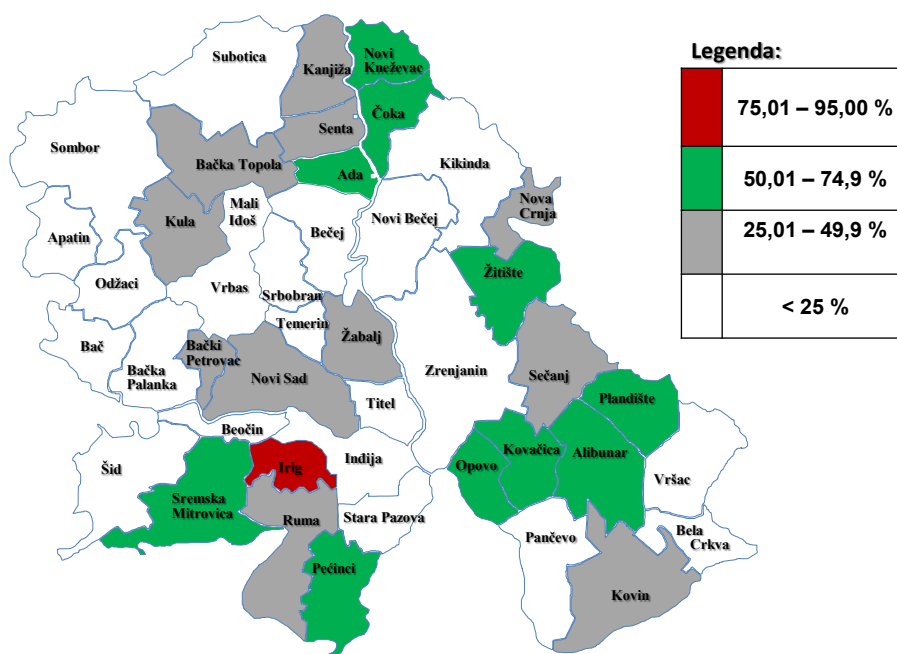 Legenda:
75,01 – 95,00 %
50,01 – 74,9 %
25,01 – 49,9 %
< 25 %
Subotica
Kanjiža
Novi
Kneževac
Čoka
Senta
Sombor
Bačka Topola
Ada
Kikinda
Mali
Iđoš
Nova
Crnja
Kula
Novi Bečej
Apatin
Bečej
Odžaci
Žitište
Vrbas
Srbobran
Temerin
Žabalj
Bač
Bački
Petrovac
Bačka
Palanka
Novi Sad
Zrenjanin
Sečanj
Titel
Plandište
Beočin
Šid
Irig
Inđija
Opovo
Kovačica
Alibunar
Vršac
Sremska
Mitrovica
Ruma
Stara Pazova
Pančevo
Bela
Crkva
Pećinci
Kovin